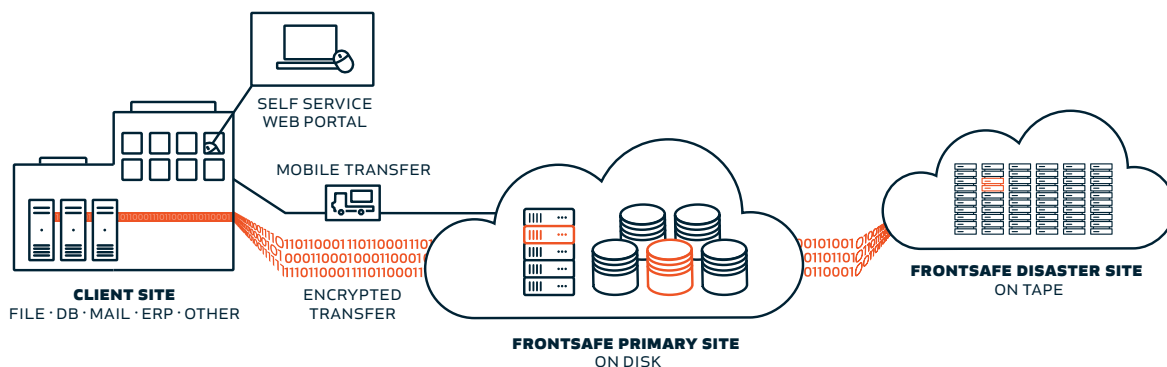 SELF SERVICE
WEB PORTAL
MOBILE TRANSFER
ENCRYPTED
TRANSFER
CLIENT SITE
FILE · DB · MAIL · ERP · OTHER
FRONTSAFE PRIMARY SITE
ON DISK
FRONTSAFE DISASTER SITE
ON TAPE